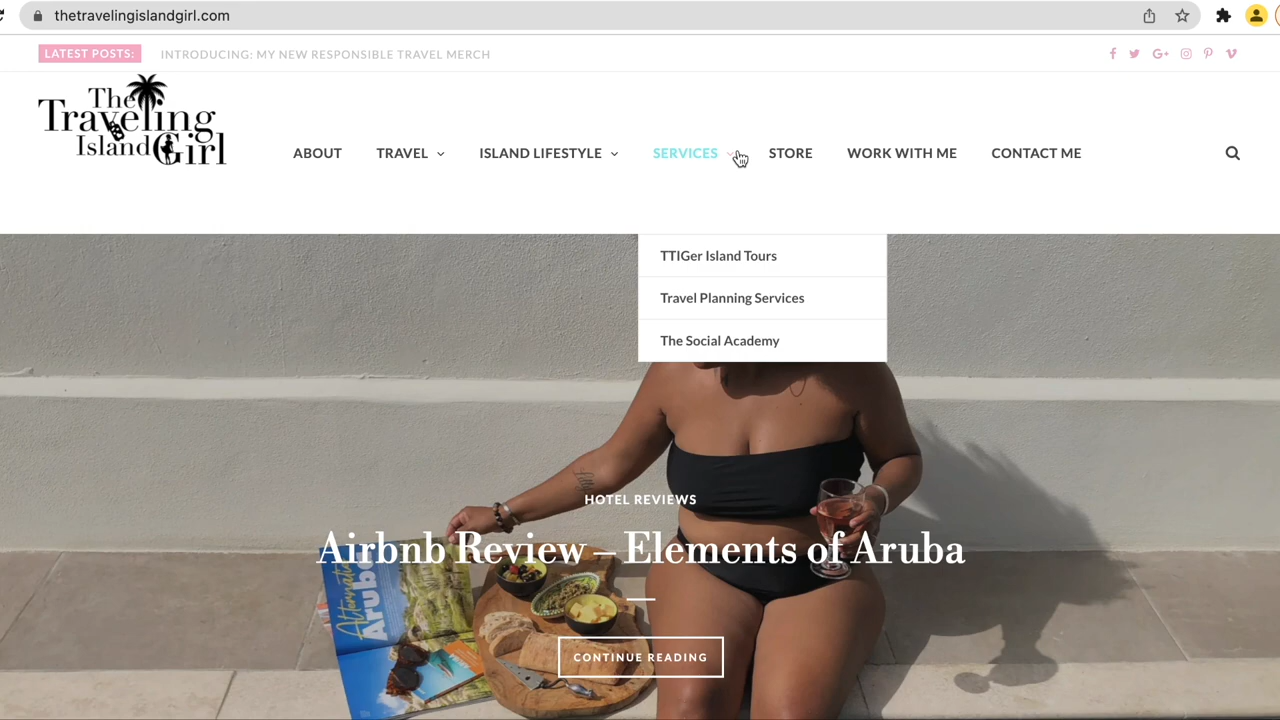 thetravelingislandgirl.com
LATEST POSTS: INTRODUCING: MY NEW RESPONSIBLE TRAVEL MERCH
The
Traveling
Island Girl
ABOUT TRAVEL ISLAND LIFESTYLE SERVICES STORE WORK WITH ME CONTACT ME
TTIGer Island Tours
Travel Planning Services
The Social Academy
HOTEL REVIEWS
Airbnb Review – Elements of Aruba
Alternative
Aruba
CONTINUE READING